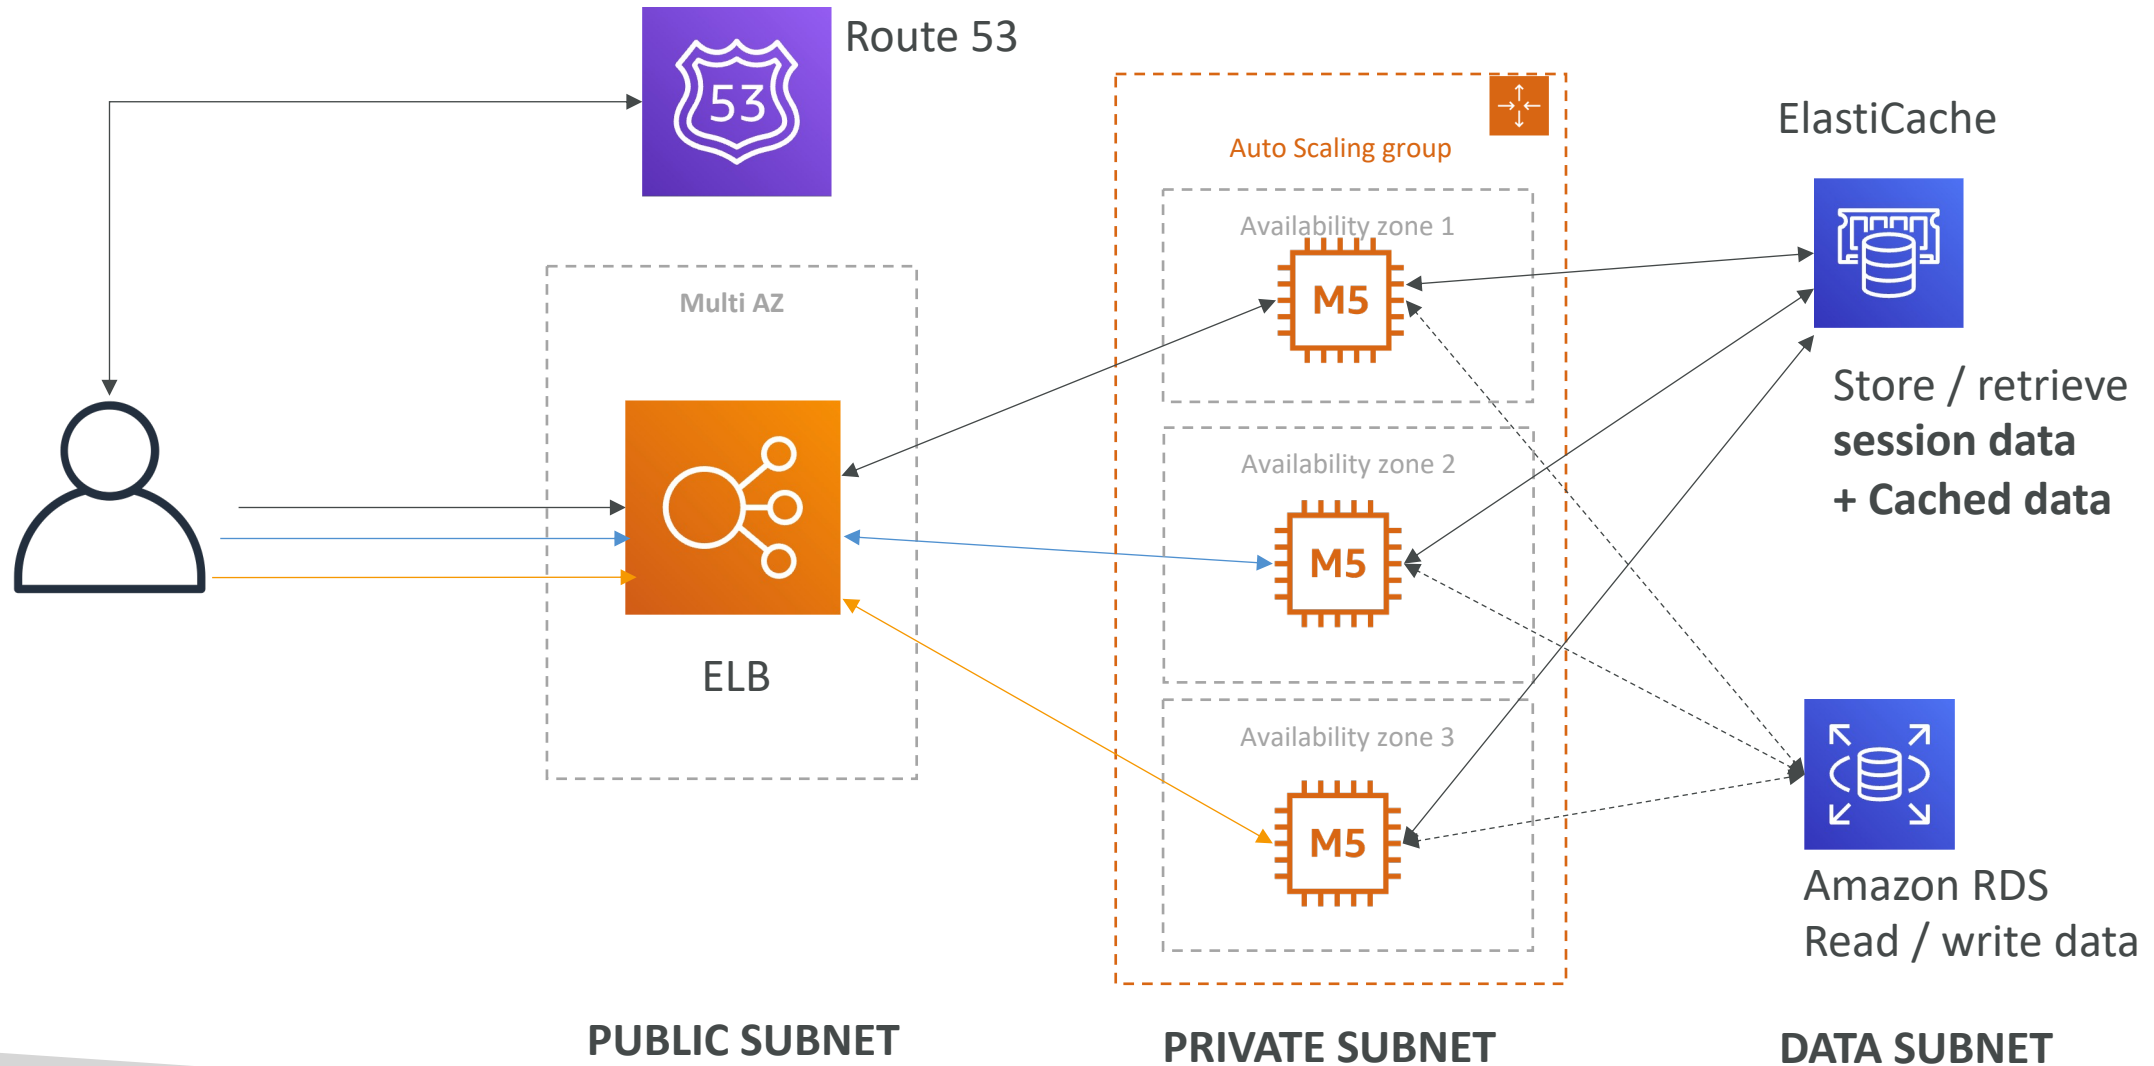 Route 53
53
Multi AZ
ELB
PUBLIC SUBNET
Auto Scaling group
Availability zone 1
M5
Availability zone 2
M5
Availability zone 3
M5
PRIVATE SUBNET
ElastiCache
Store / retrieve
session data
+ Cached data
Amazon RDS
Read / write data
DATA SUBNET